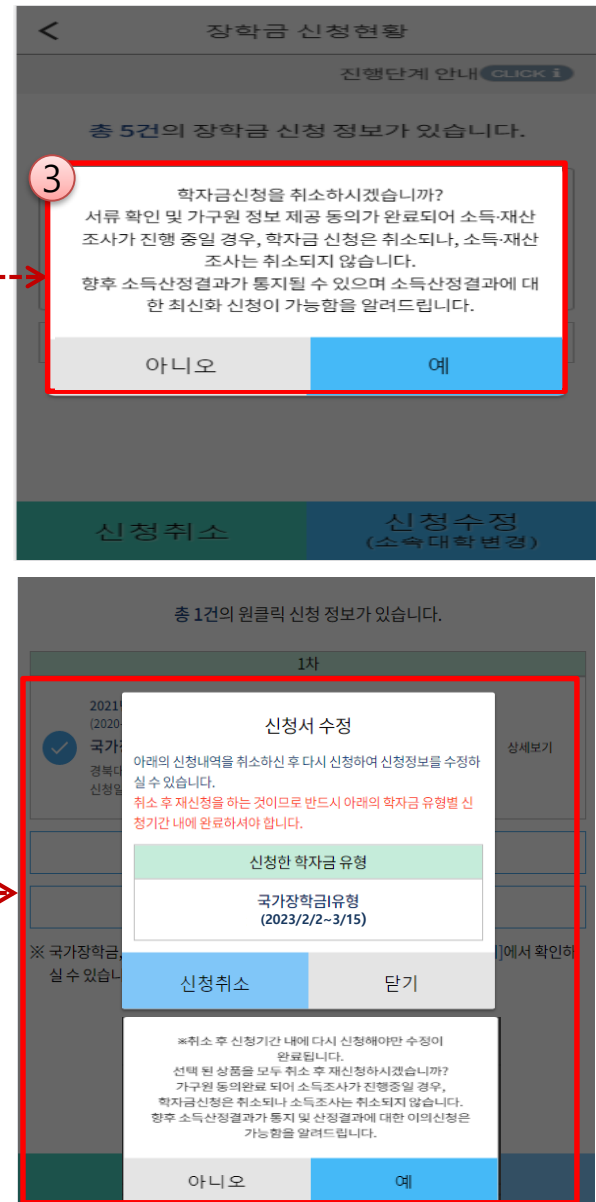 장학금 신청현황
진행단계 안내 CLICK i
총 5건의 장학금 신청 정보가 있습니다.
3
학자금신청을 취소하시겠습니까?
서류 확인 및 가구원 정보 제공 동의가 완료되어 소득·재산
조사가 진행 중일 경우, 학자금 신청은 취소되나, 소득·재산
조사는 취소되지 않습니다.
향후 소득산정결과가 통지될 수 있으며 소득산정결과에 대
한 최신화 신청이 가능함을 알려드립니다.
아니오 예
신청취소 신청수정
(소속대학변경)
총 1건의 원클릭 신청 정보가 있습니다.
1차
2021
(2020-
국가
경북대
신청일
상세보기
신청서 수정
아래의 신청내역을 취소하신 후 다시 신청하여 신청정보를 수정하
실 수 있습니다.
취소 후 재신청을 하는 것이므로 반드시 아래의 학자금 유형별 신
청기간 내에 완료하셔야 합니다.
신청한 학자금 유형
국가장학금I유형
(2023/2/2~3/15)
신청취소 닫기
※ 국가장학금, ]에서 확인하
실 수 있습니
※취소 후 신청기간 내에 다시 신청해야만 수정이
완료됩니다.
선택 된 상품을 모두 취소 후 재신청하시겠습니까?
가구원 동의완료 되어 소득조사가 진행중일 경우,
학자금신청은 취소되나 소득조사는 취소되지 않습니다.
향후 소득산정결과가 통지 및 산정결과에 대한 이의신청은
가능함을 알려드립니다.
아니오 예